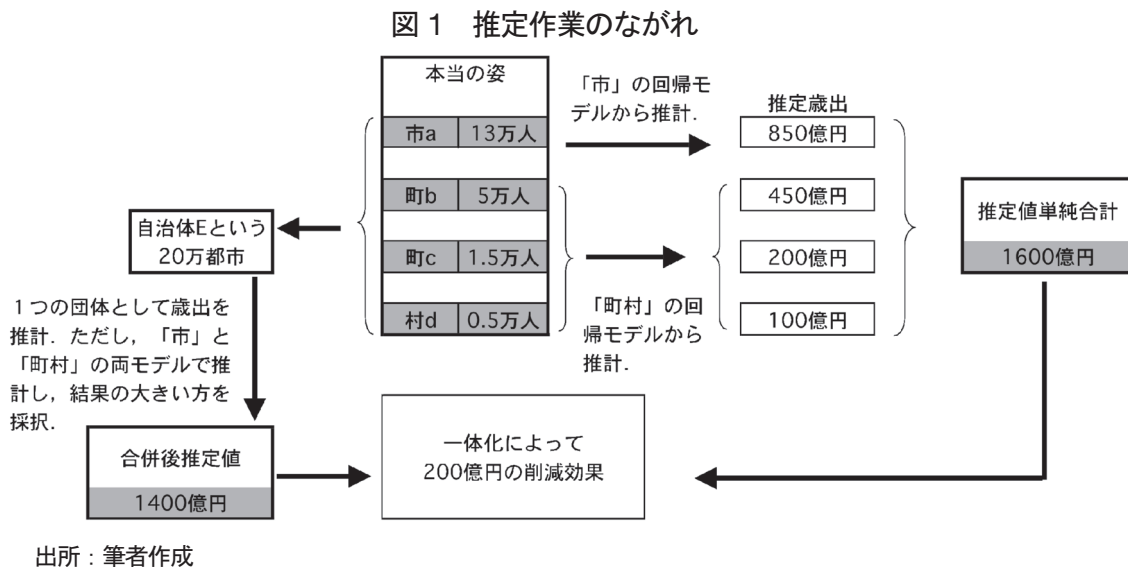 図1 推定作業のながれ
本当の姿
市a 13万人
町b 5万人
町c 1.5万人
村d 0.5万人
「市」の回帰モ
デルから推計.
「町村」の回
帰モデルから
推計.
推定歳出
850億円
450億円
200億円
100億円
推定値単純合計
1600億円
自治体Eという
20万都市
1つの団体として歳出を
推計. ただし, 「市」と
「町村」の両モデルで推
計し, 結果の大きい方を
採択.
合併後推定値
1400億円
一体化によって
200億円の削減効果
出所:筆者作成